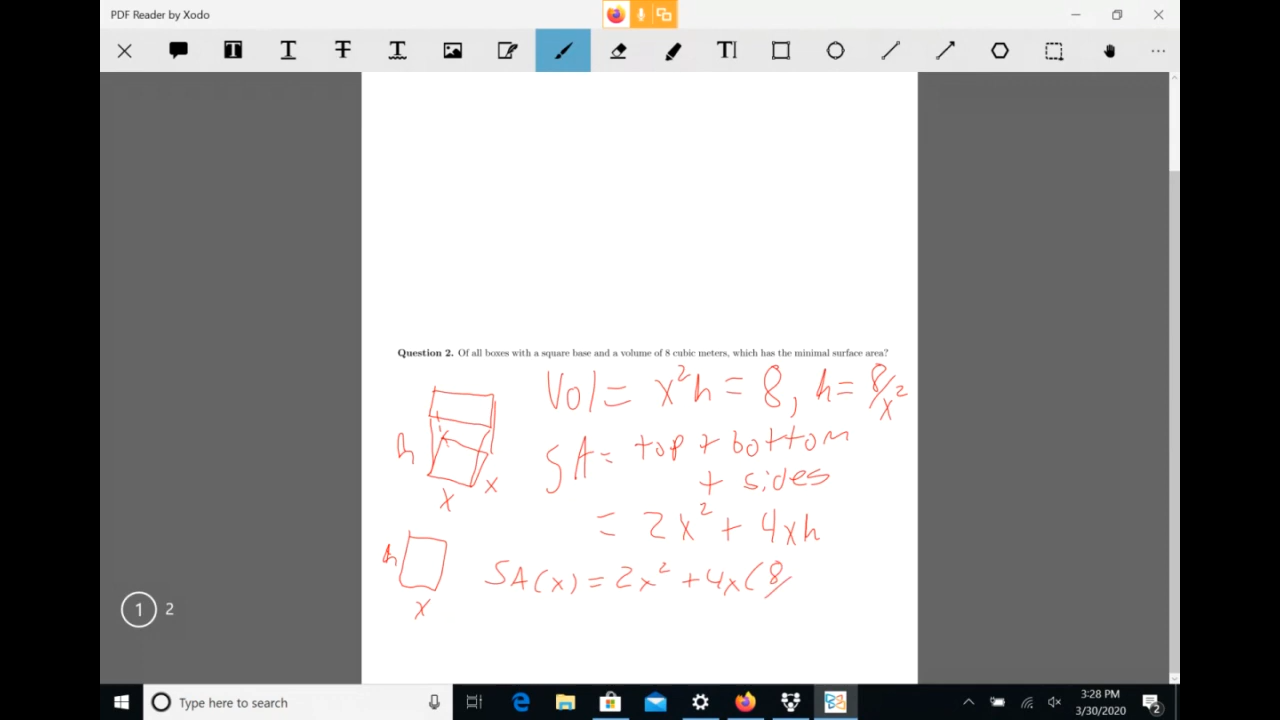 PDF Reader by Xodo
Question 2. Of all boxes with a square base and a volume of 8 cubic meters, which has the minimal surface area?
Vol = x²h = 8, h = 8/x²
SA = top + bottom
+ sides
= 2x² + 4xh
SA(x) = 2x² + 4x(8/
h
x
x
h
x
1 2
Type here to search
3:28 PM
3/30/2020
2